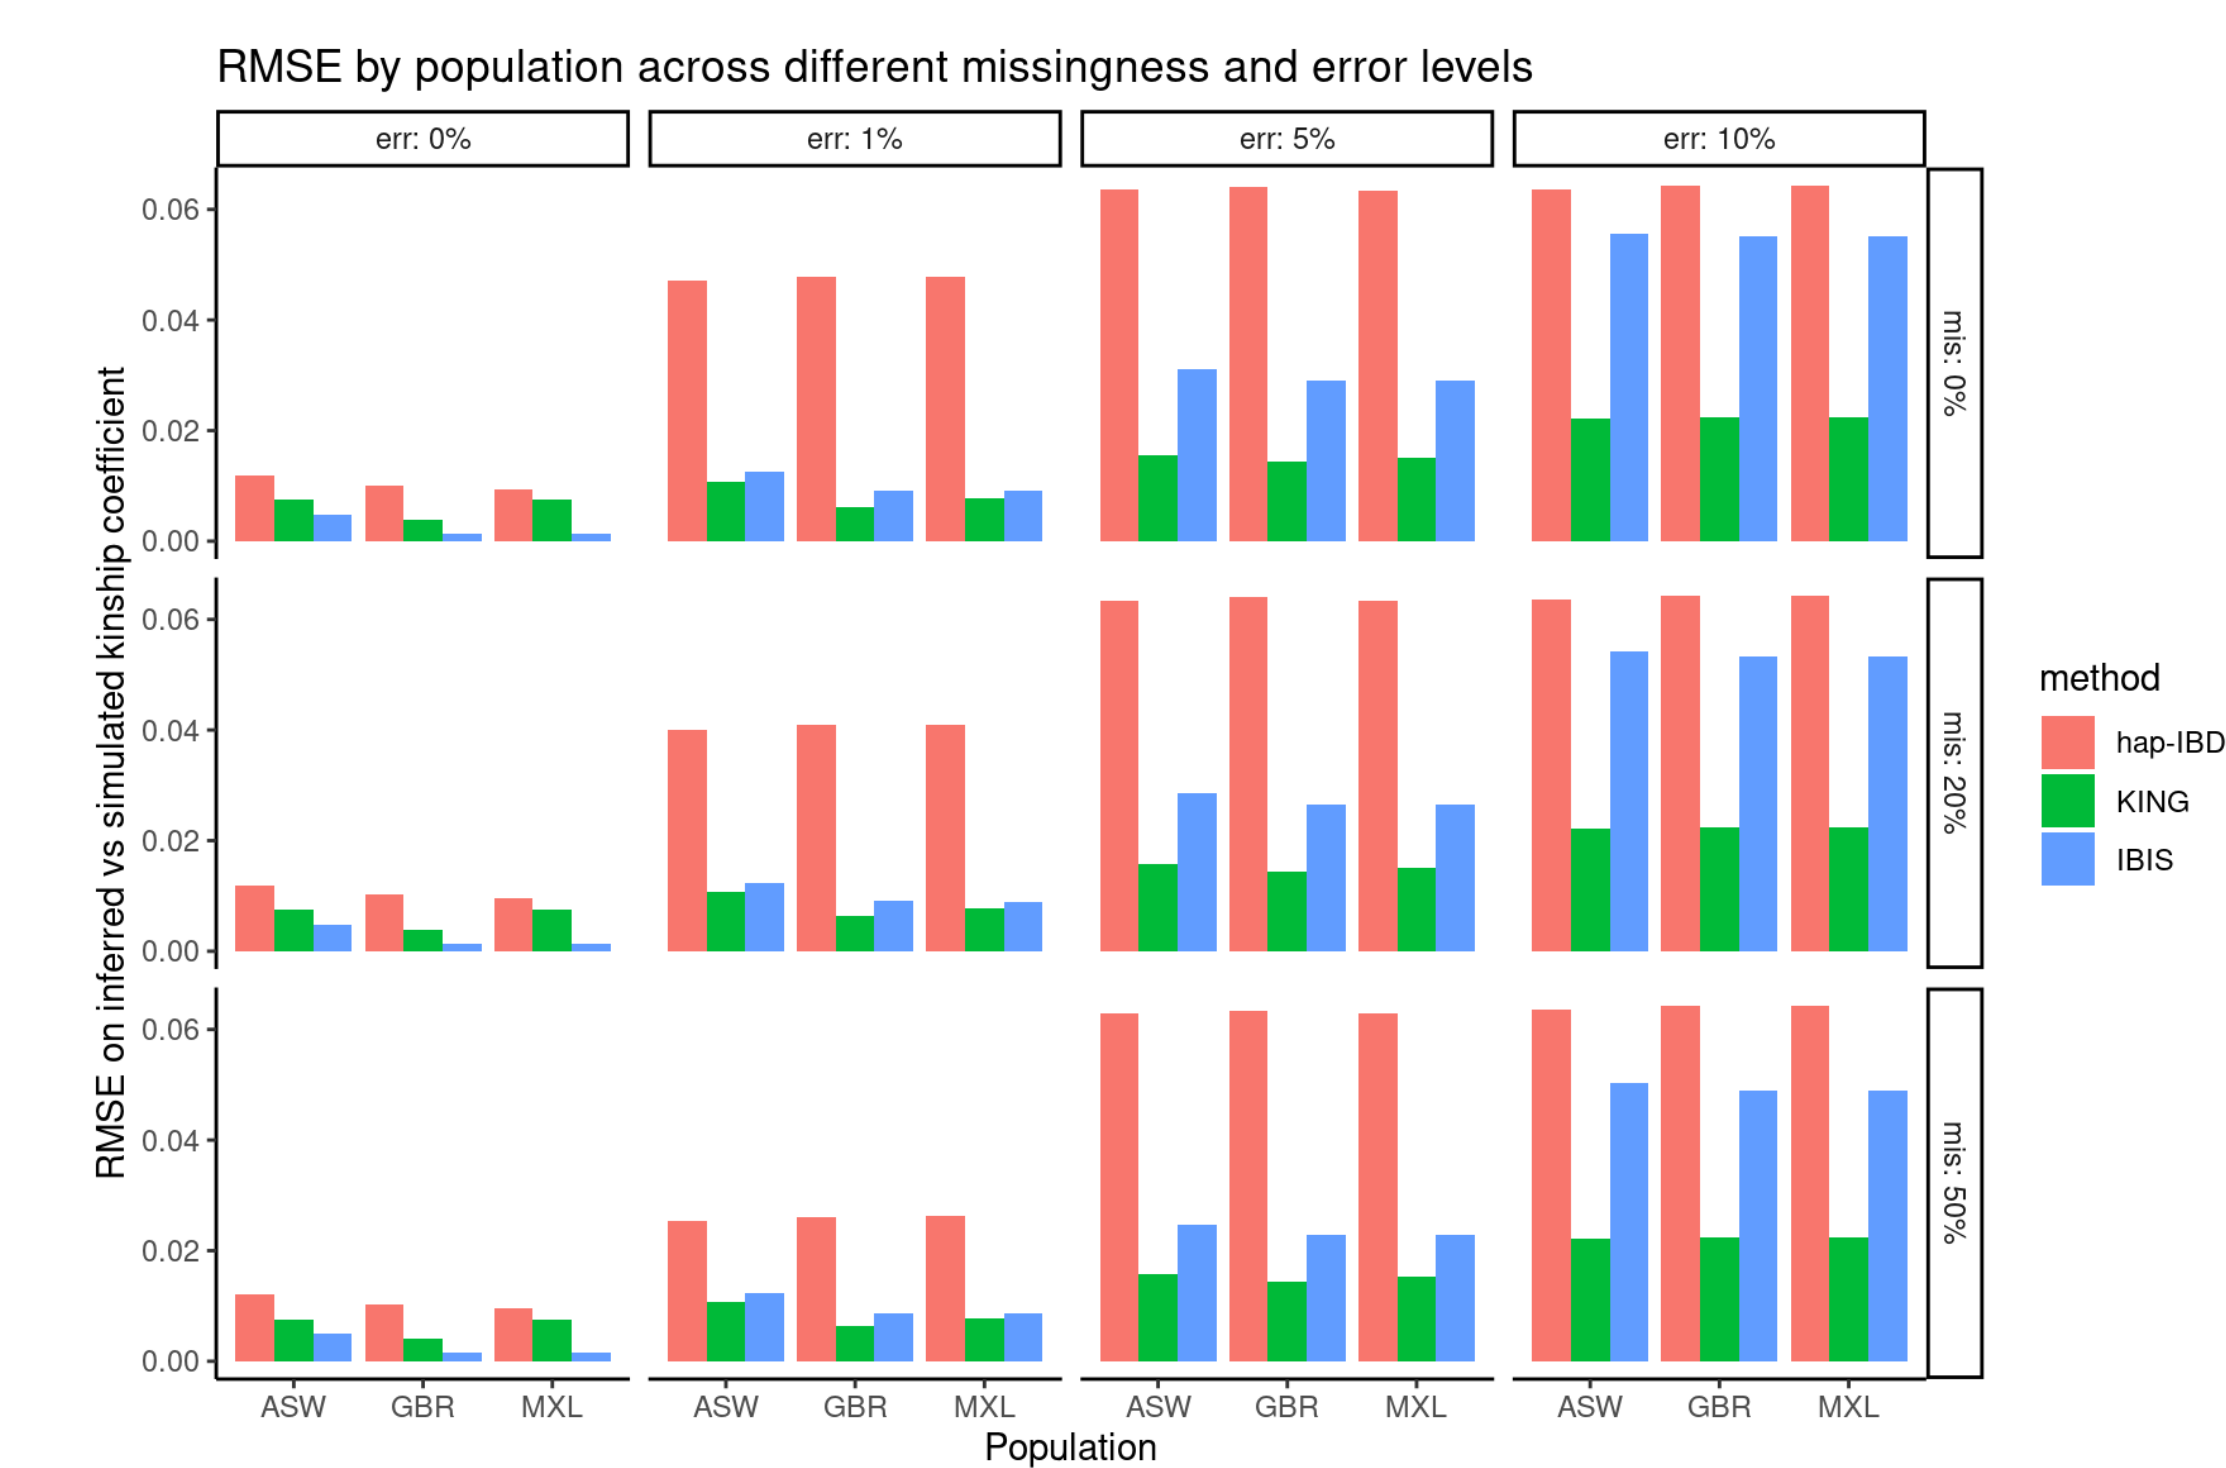 RMSE by population across different missingness and error levels
err: 0%
err: 1%
err: 5%
err: 10%
RMSE on inferred vs simulated kinship coefficient
0.06
0.04
0.02
0.00
mis: 0%
0.06
0.04
0.02
0.00
mis: 20%
0.06
0.04
0.02
0.00
mis: 50%
ASW GBR MXL
ASW GBR MXL
ASW GBR MXL
ASW GBR MXL
Population
method
hap-IBD
KING
IBIS